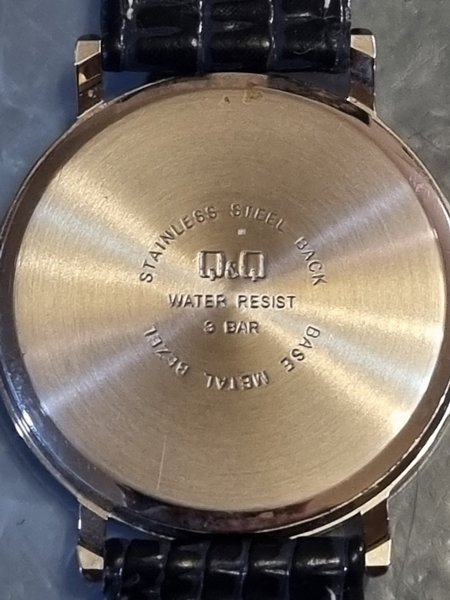 STAINLESS STEEL BACK
Q&Q
WATER RESIST
3 BAR
BASE METAL BEZEL